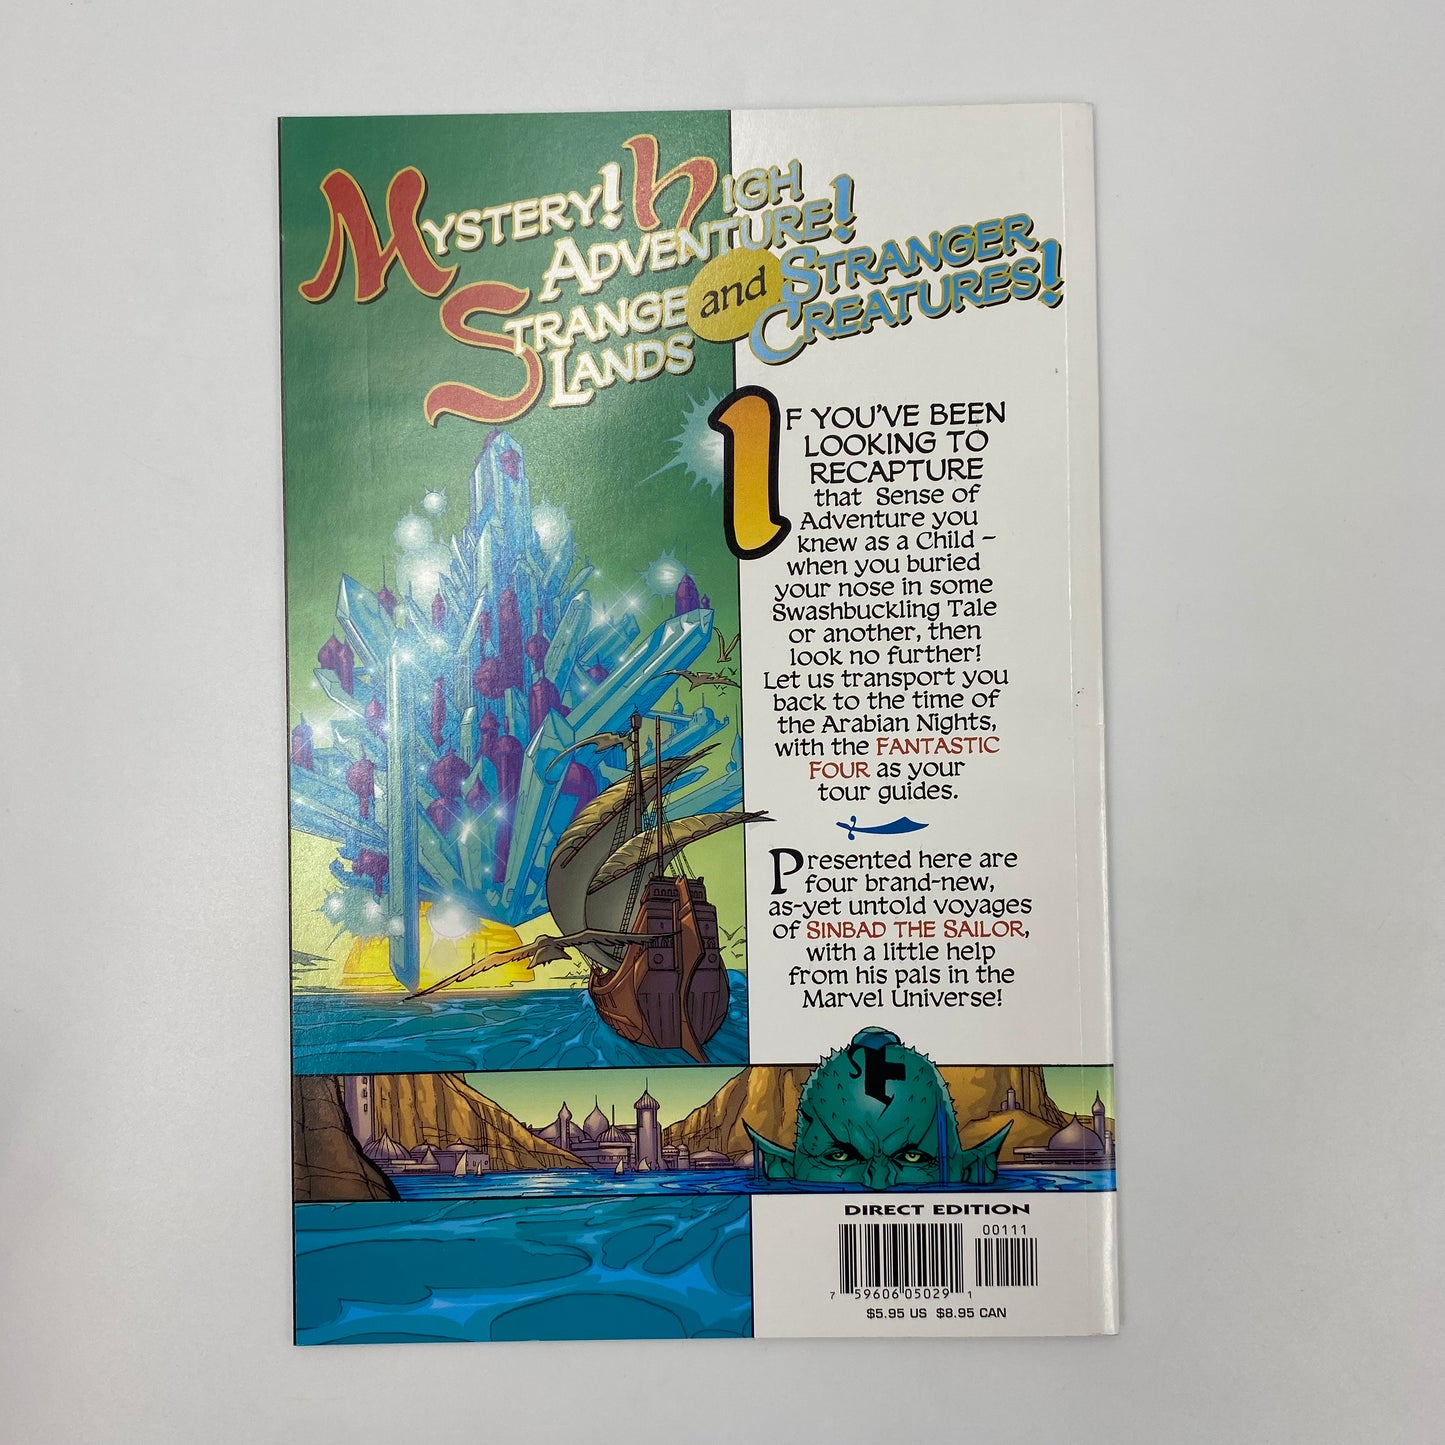 MYSTERY! HIGH
ADVENTURE!
STRANGE and STRANGER
LANDS CREATURES!
IF YOU'VE BEEN
LOOKING TO
RECAPTURE
that Sense of
Adventure you
knew as a Child –
when you buried
your nose in some
Swashbuckling Tale
or another, then
look no further!
Let us transport you
back to the time of
the Arabian Nights,
with the FANTASTIC
FOUR as your
tour guides.
Presented here are
four brand-new,
as-yet untold voyages
of SINBAD THE SAILOR,
with a little help
from his pals in the
Marvel Universe!
DIRECT EDITION
00111
7 59606 05029 1
$5.95 US $8.95 CAN